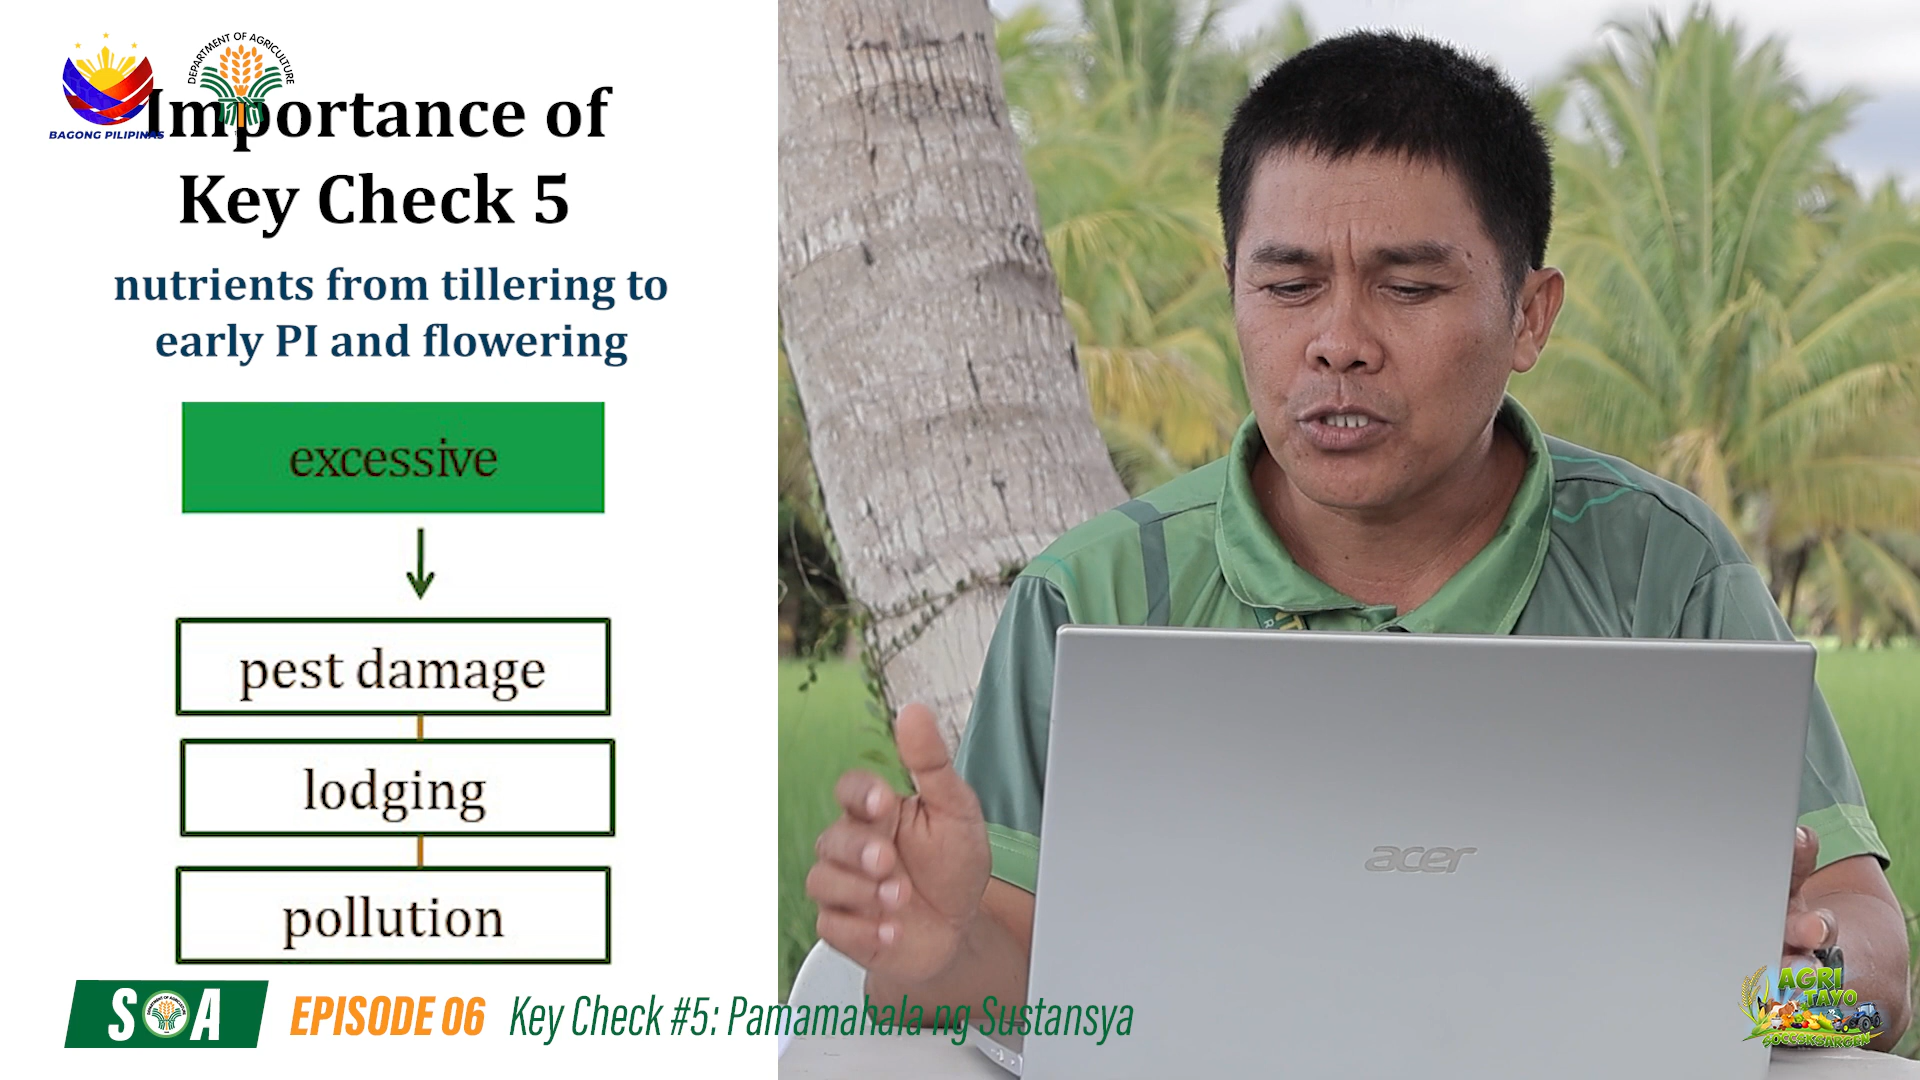 BAGONG PILIPINAS
DEPARTMENT OF AGRICULTURE
Importance of
Key Check 5
nutrients from tillering to
early PI and flowering
excessive
pest damage
lodging
pollution
SOA
EPISODE 06 Key Check #5: Pamamahala ng Sustansya
acer
AGRI
TAYO
SOCCSKSARGEN